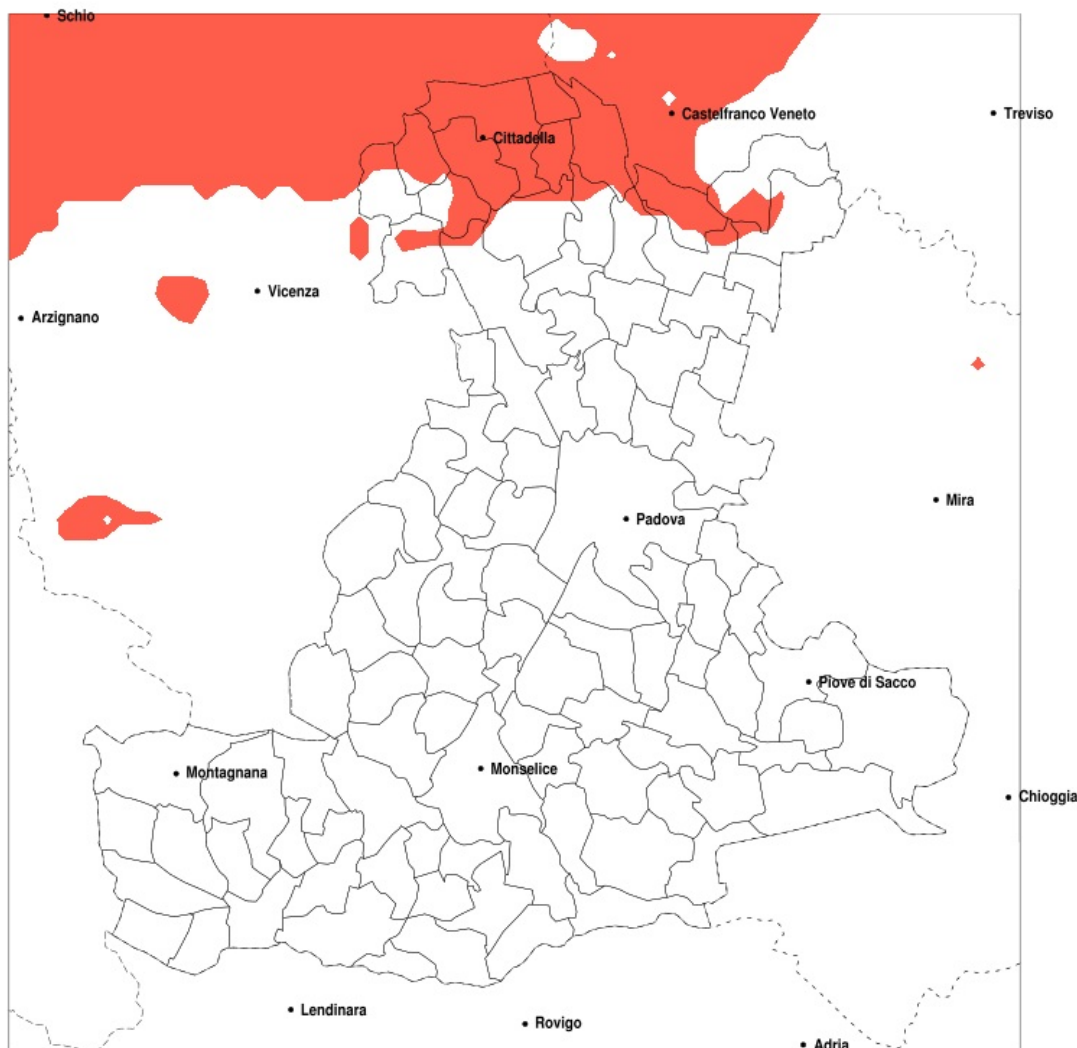 Schio
Castelfranco Veneto
Treviso
Cittadella
Vicenza
Arzignano
Mira
Padova
Piove di Sacco
Monselice
Montagnana
Chioggia
Lendinara
Rovigo
Adria